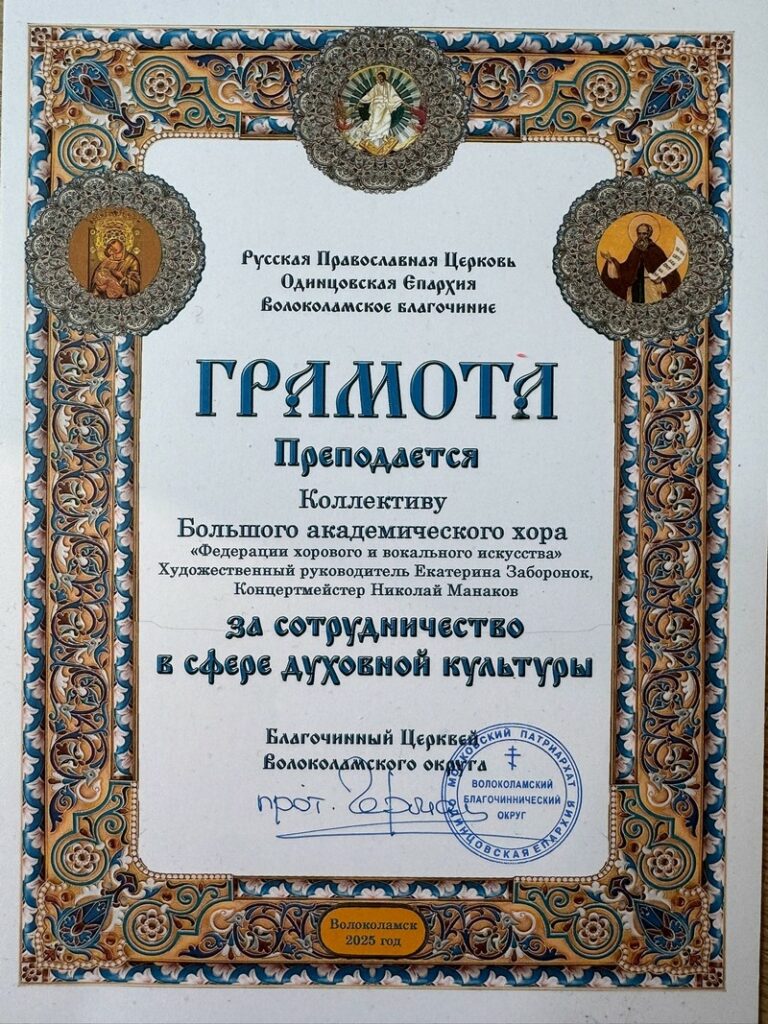 Русская Православная Церковь
Одинцовская Епархия
Волоколамское благочиние
ГРАМОТА
Преподается
Коллективу
Большого академического хора
«Федерации хорового и вокального искусства»
Художественный руководитель Екатерина Заборонок,
Концертмейстер Николай Манаков
за сотрудничество
в сфере духовной культуры
Благочинный Церквей
Волоколамского округа
прот.
МОСКОВСКИЙ ПАТРИАРХАТ
ВОЛОКОЛАМСКИЙ
БЛАГОЧИННИЧЕСКИЙ
ОКРУГ
ОДИНЦОВСКАЯ ЕПАРХИЯ
Волоколамск
2025 год